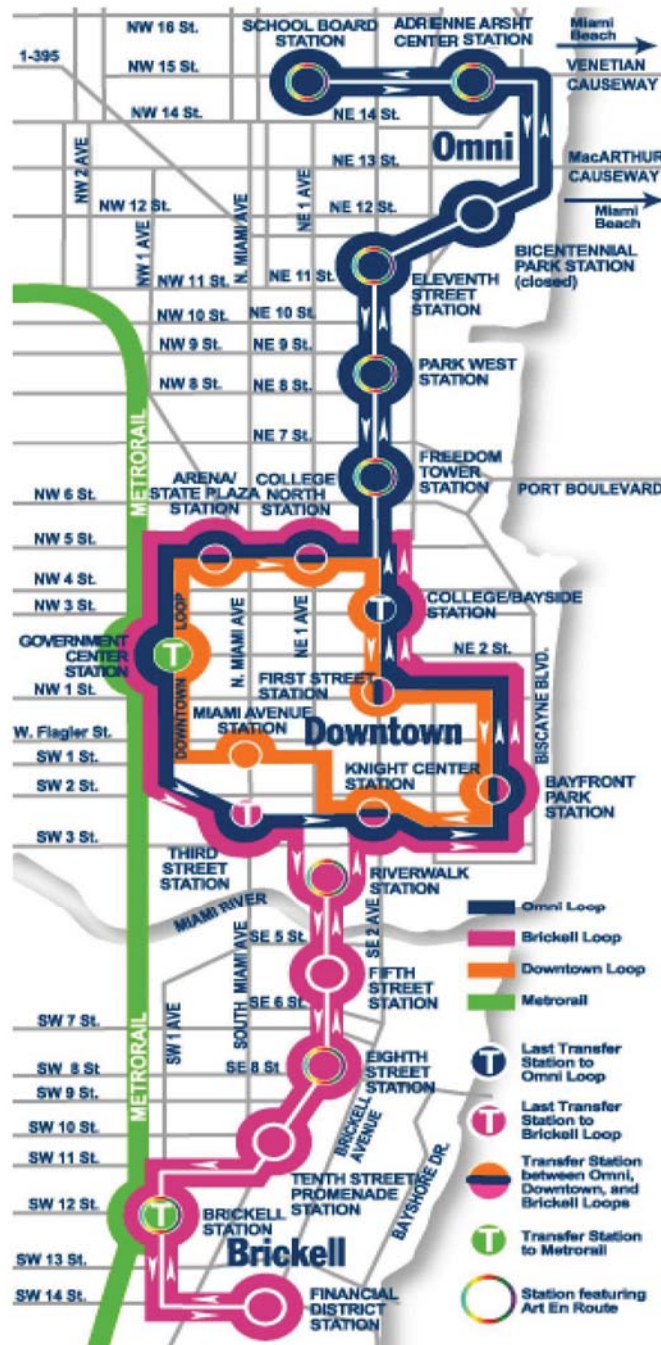 NW 16 St.
SCHOOL BOARD
STATION
ADRIENNE ARSHT
CENTER STATION
Miami
Beach
1-395
NW 15 St.
VENETIAN
CAUSEWAY
NW 14 St.
NE 14 St.
Omni
NW 2 AVE
NE 13 St.
MacARTHUR
CAUSEWAY
NW 12 St.
NW 1 AVE
N. MIAMI AVE
NE 1 AVE
NE 12 St.
Miami
Beach
BICENTENNIAL
PARK STATION
(closed)
NW 11 St.
NE 11 St.
ELEVENTH
STREET
STATION
NW 10 St.
NE 10 St.
NW 9 St.
NE 9 St.
PARK WEST
STATION
NW 8 St.
NE 8 St.
METRORAIL
NE 7 St.
FREEDOM
TOWER
STATION
ARENA/
STATE PLAZA
STATION
COLLEGE
NORTH
STATION
NW 6 St.
PORT BOULEVARD
NW 5 St.
NW 4 St.
NW 3 St.
COLLEGE/BAYSIDE
STATION
T
GOVERNMENT
CENTER
STATION
T
DOWNTOWN LOOP
N. MIAMI AVE
NE 1 AVE
NE 2 St.
FIRST STREET
STATION
NW 1 St.
MIAMI AVENUE
STATION
Downtown
BISCAYNE BLVD.
W. Flagler St.
SW 1 St.
KNIGHT CENTER
STATION
SW 2 St.
BAYFRONT
PARK
STATION
T
SW 3 St.
THIRD
STREET
STATION
RIVERWALK
STATION
MIAMI RIVER
SE 5 St.
SE 2 AVE
Omni Loop
Brickell Loop
Downtown Loop
Metrorail
FIFTH
STREET
STATION
SE 6 St.
SOUTH MIAMI AVE
SW 1 AVE
SW 7 St.
METRORAIL
SW 8 St
SE 8 St
EIGHTH
STREET
STATION
T
Last Transfer
Station to
Omni Loop
SW 9 St.
SW 10 St.
BRICKELL
AVENUE
T
Last Transfer
Station to
Brickell Loop
SW 11 St.
TENTH STREET/
PROMENADE
STATION
BAYSHORE DR.
Transfer Station
between Omni,
Downtown, and
Brickell Loops
SW 12 St.
T
BRICKELL
STATION
T
Transfer Station
to Metrorail
SW 13 St.
Brickell
SW 14 St.
FINANCIAL
DISTRICT
STATION
Station featuring
Art En Route